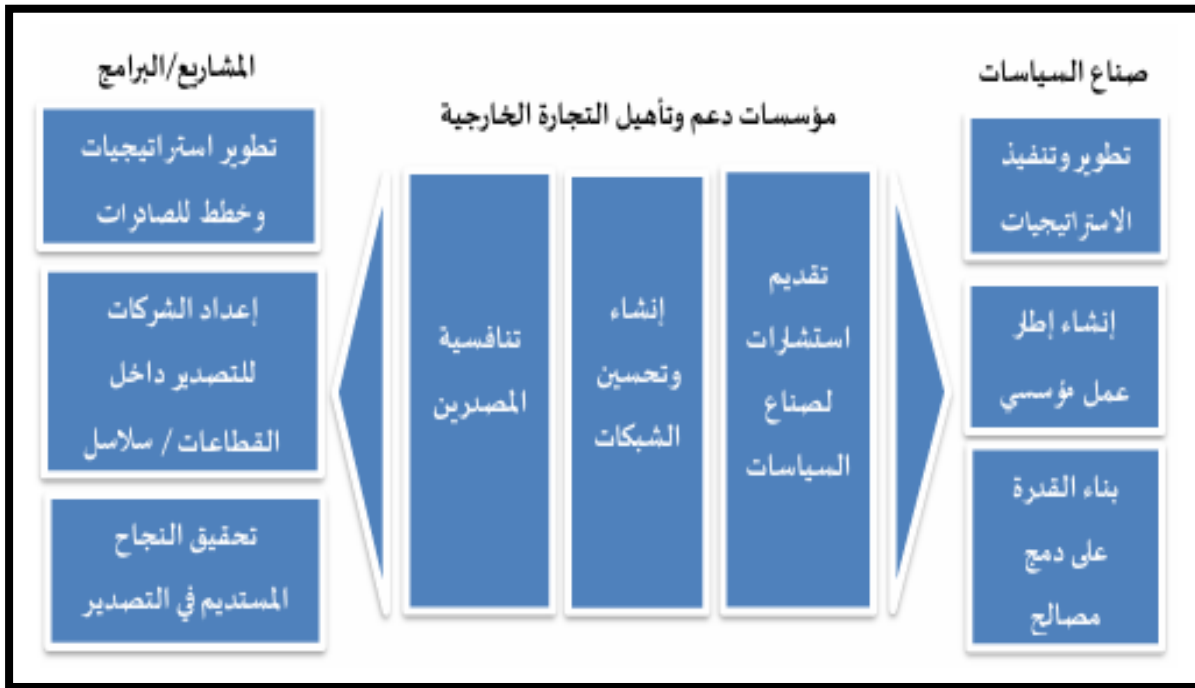 صناع السياسات
تطوير وتنفيذ
الاستراتيجيات
إنشاء إطار
عمل مؤسسي
بناء القدرة
على دمج
مصالح
مؤسسات دعم وتأهيل التجارة الخارجية
تقديم
استشارات
لصناع
السياسات
إنشاء
وتحسين
الشبكات
تنافسية
المصدرين
المشاريع/البرامج
تطوير استراتيجيات
وخطط للصادرات
إعداد الشركات
للتصدير داخل
القطاعات/ سلاسل
تحقيق النجاح
المستديم في التصدير